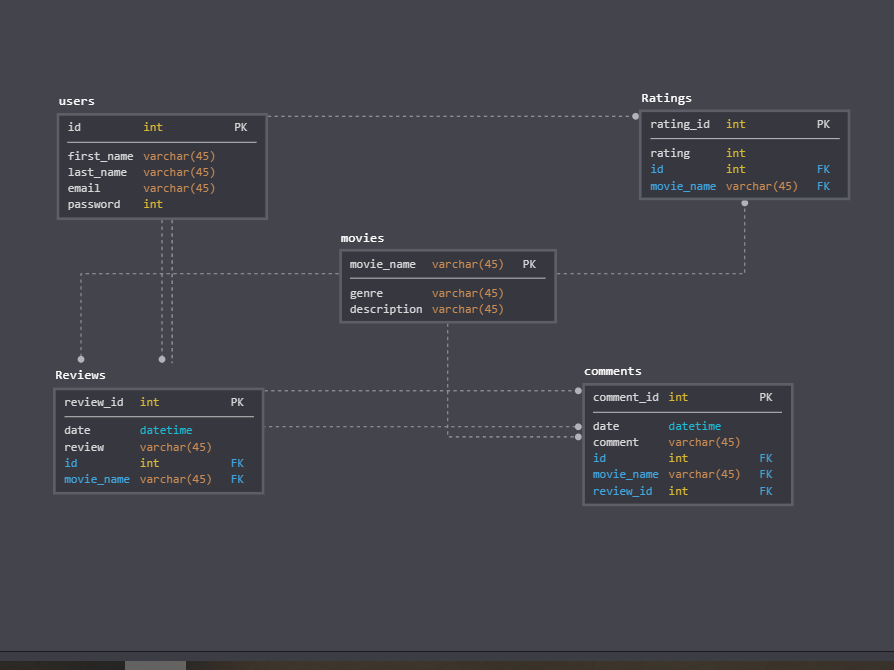 users
id int PK
first_name varchar(45)
last_name varchar(45)
email varchar(45)
password int
Ratings
rating_id int PK
rating int
id int FK
movie_name varchar(45) FK
movies
movie_name varchar(45) PK
genre varchar(45)
description varchar(45)
Reviews
review_id int PK
date datetime
review varchar(45)
id int FK
movie_name varchar(45) FK
comments
comment_id int PK
date datetime
comment varchar(45)
id int FK
movie_name varchar(45) FK
review_id int FK